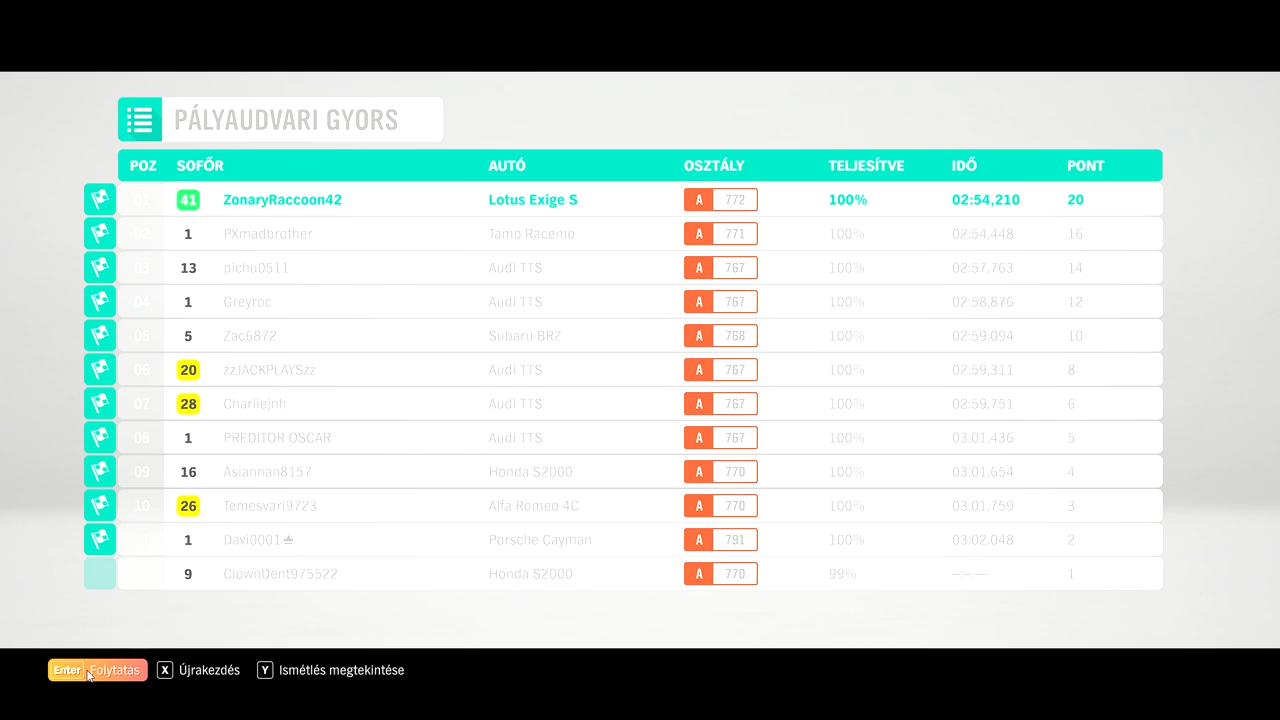 PÁLYAUDVARI GYORS
POZ SOFŐR AUTÓ OSZTÁLY TELJESÍTVE IDŐ PONT
01 41 ZonaryRaccoon42 Lotus Exige S A 772 100% 02:54,210 20
02 1 PXmadbrother Tamo Racemo A 771 100% 02:54,448 16
03 13 pichu0511 Audi TTS A 767 100% 02:57,763 14
04 1 Greyroc Audi TTS A 767 100% 02:58,876 12
05 5 Zac6872 Subaru BRZ A 768 100% 02:59,094 10
06 20 zzJACKPLAYSzz Audi TTS A 767 100% 02:59,311 8
07 28 Charliejnh Audi TTS A 767 100% 02:59,751 6
08 1 PREDITOR OSCAR Audi TTS A 767 100% 03:01,436 5
09 16 Asiannan8157 Honda S2000 A 770 100% 03:01,654 4
10 26 Temesvari9723 Alfa Romeo 4C A 770 100% 03:01,759 3
11 1 Davi0001 Porsche Cayman A 791 100% 03:02,048 2
9 ClownDent975522 Honda S2000 A 770 99% --:--.--- 1
Enter Folytatás X Újrakezdés Y Ismétlés megtekintése